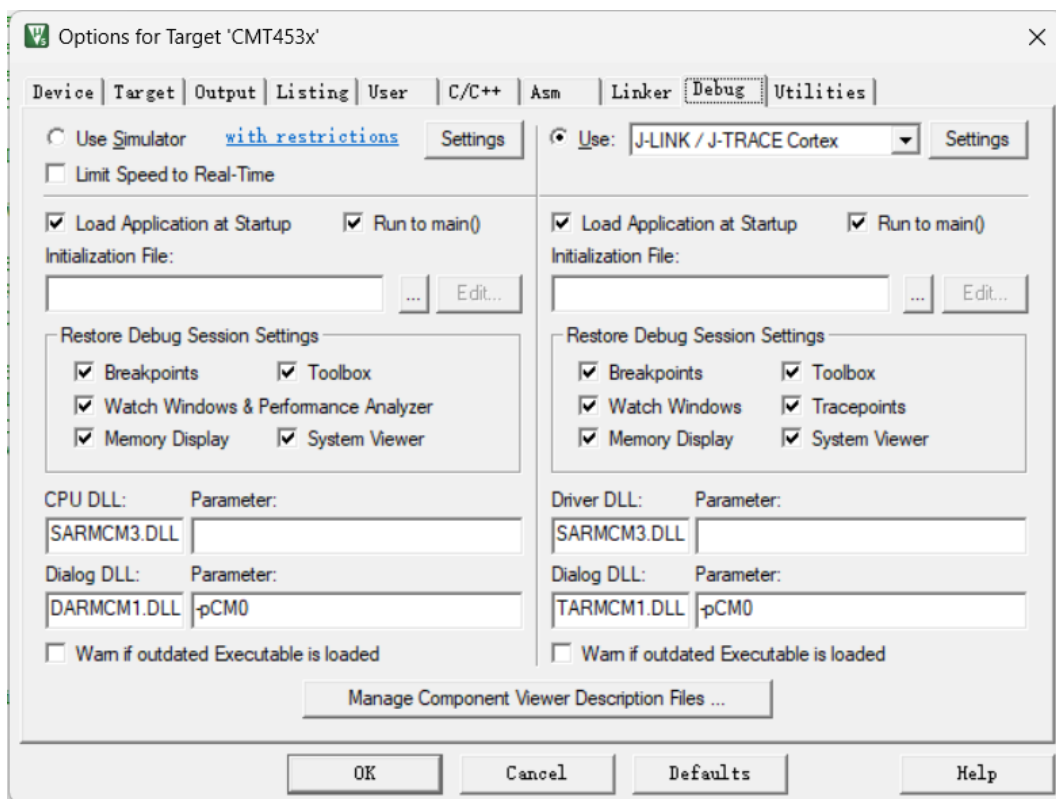 Options for Target 'CMT453x'
Device Target Output Listing User C/C++ Asm Linker Debug Utilities
Use Simulator with restrictions Settings
Limit Speed to Real-Time
Load Application at Startup Run to main()
Initialization File:
... Edit...
Restore Debug Session Settings
Breakpoints Toolbox
Watch Windows & Performance Analyzer
Memory Display System Viewer
CPU DLL: Parameter:
SARMCM3.DLL
Dialog DLL: Parameter:
DARMCM1.DLL -pCM0
Warn if outdated Executable is loaded
Use: J-LINK / J-TRACE Cortex Settings
Load Application at Startup Run to main()
Initialization File:
... Edit...
Restore Debug Session Settings
Breakpoints Toolbox
Watch Windows Tracepoints
Memory Display System Viewer
Driver DLL: Parameter:
SARMCM3.DLL
Dialog DLL: Parameter:
TARMCM1.DLL -pCM0
Warn if outdated Executable is loaded
Manage Component Viewer Description Files ...
OK Cancel Defaults Help